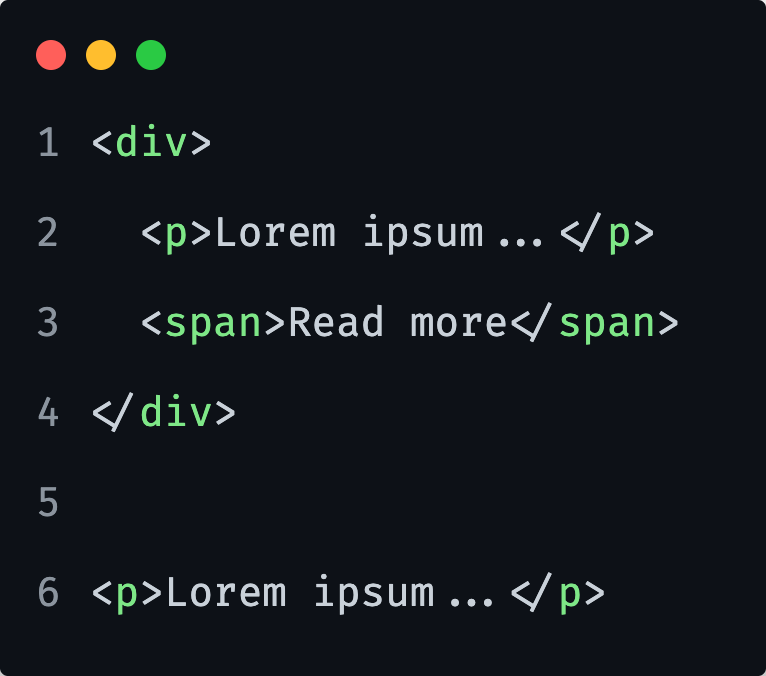 1 <div>
2   <p>Lorem ipsum...</p>
3   <span>Read more</span>
4 </div>
5
6 <p>Lorem ipsum...</p>